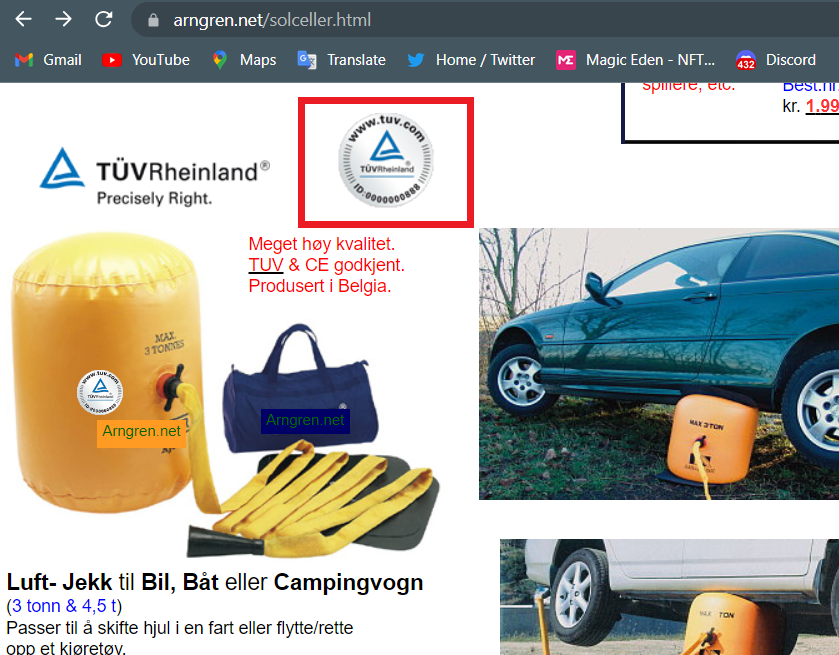 arngren.net/solceller.html
Gmail YouTube Maps Translate Home / Twitter Magic Eden - NFT... 432 Discord
spillere, etc. Best.nr.
kr. 1.99
TÜVRheinland®
Precisely Right.
www.tuv.com
TÜVRheinland
ID:0000000888
Meget høy kvalitet.
TUV & CE godkjent.
Produsert i Belgia.
MAX.
3 TONNES
www.tuv.com
TÜVRheinland
Arngren.net
Arngren.net
MAX 3 TON
MAX 3 TON
Luft- Jekk til Bil, Båt eller Campingvogn
(3 tonn & 4,5 t)
Passer til å skifte hjul i en fart eller flytte/rette
opp et kjøretøy.